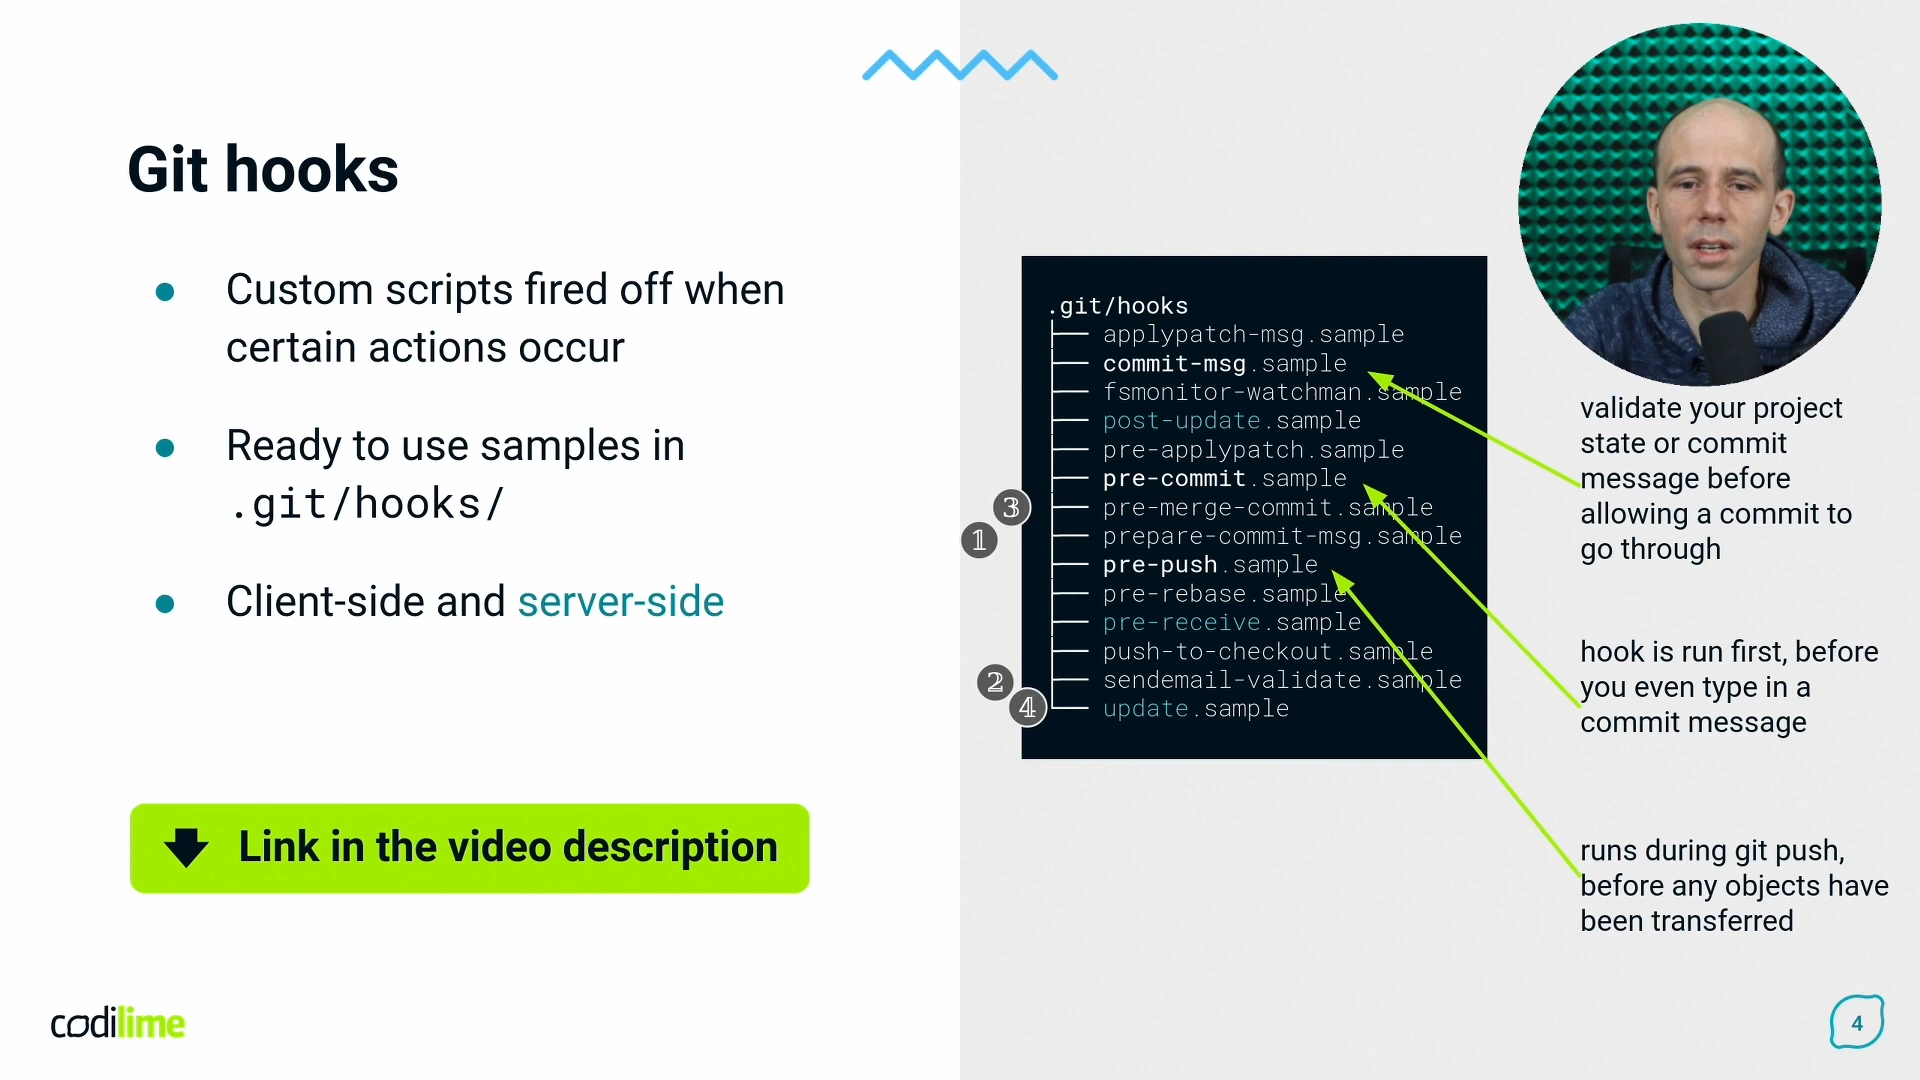 Git hooks
Custom scripts fired off when
certain actions occur
Ready to use samples in
.git/hooks/
Client-side and server-side
Link in the video description
codilime
.git/hooks
applypatch-msg.sample
commit-msg.sample
fsmonitor-watchman.sample
post-update.sample
pre-applypatch.sample
pre-commit.sample
3
pre-merge-commit.sample
1
prepare-commit-msg.sample
pre-push.sample
pre-rebase.sample
pre-receive.sample
push-to-checkout.sample
2
sendemail-validate.sample
4
update.sample
validate your project
state or commit
message before
allowing a commit to
go through
hook is run first, before
you even type in a
commit message
runs during git push,
before any objects have
been transferred
4